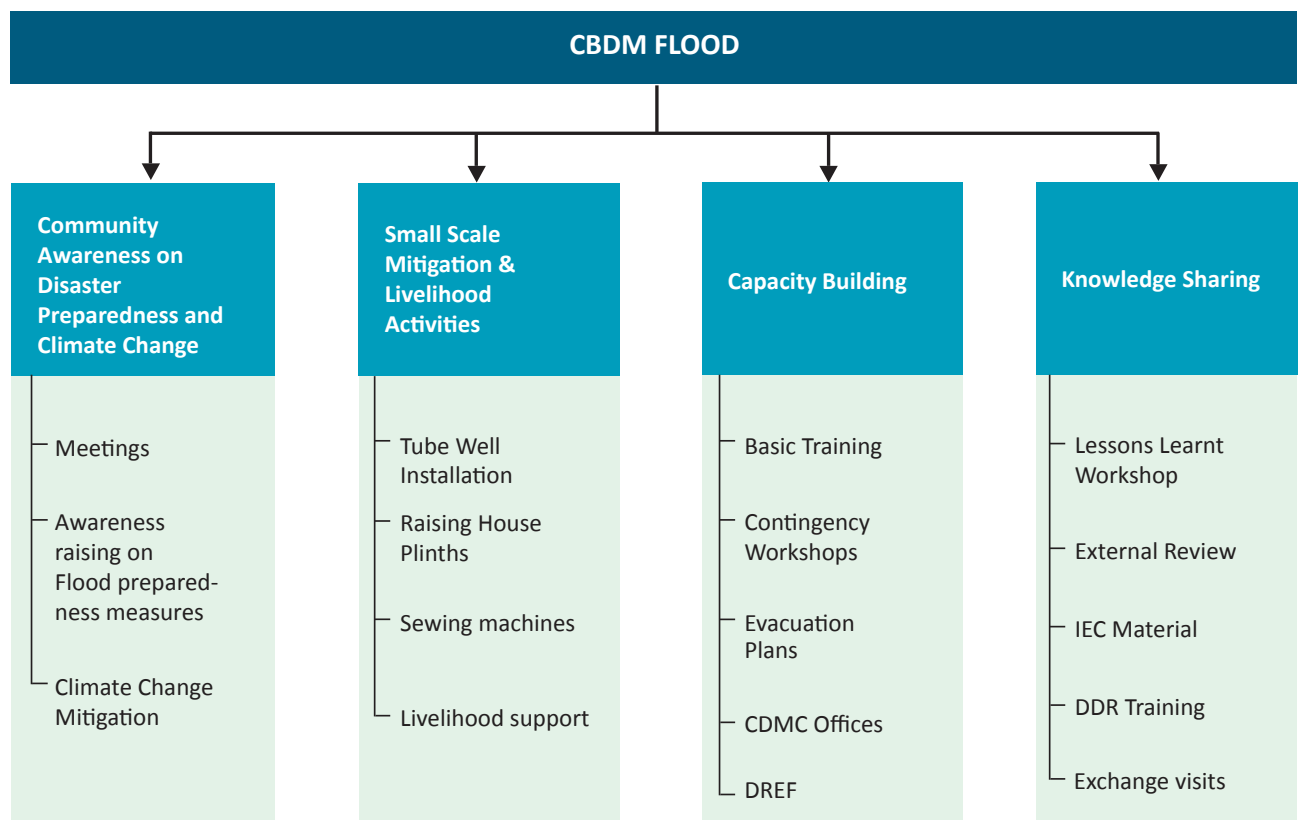 CBDM FLOOD
Community
Awareness on
Disaster
Preparedness and
Climate Change
Meetings
Awareness
raising on
Flood prepared-
ness measures
Climate Change
Mitigation
Small Scale
Mitigation &
Livelihood
Activities
Tube Well
Installation
Raising House
Plinths
Sewing machines
Livelihood support
Capacity Building
Basic Training
Contingency
Workshops
Evacuation
Plans
CDMC Offices
DREF
Knowledge Sharing
Lessons Learnt
Workshop
External Review
IEC Material
DDR Training
Exchange visits